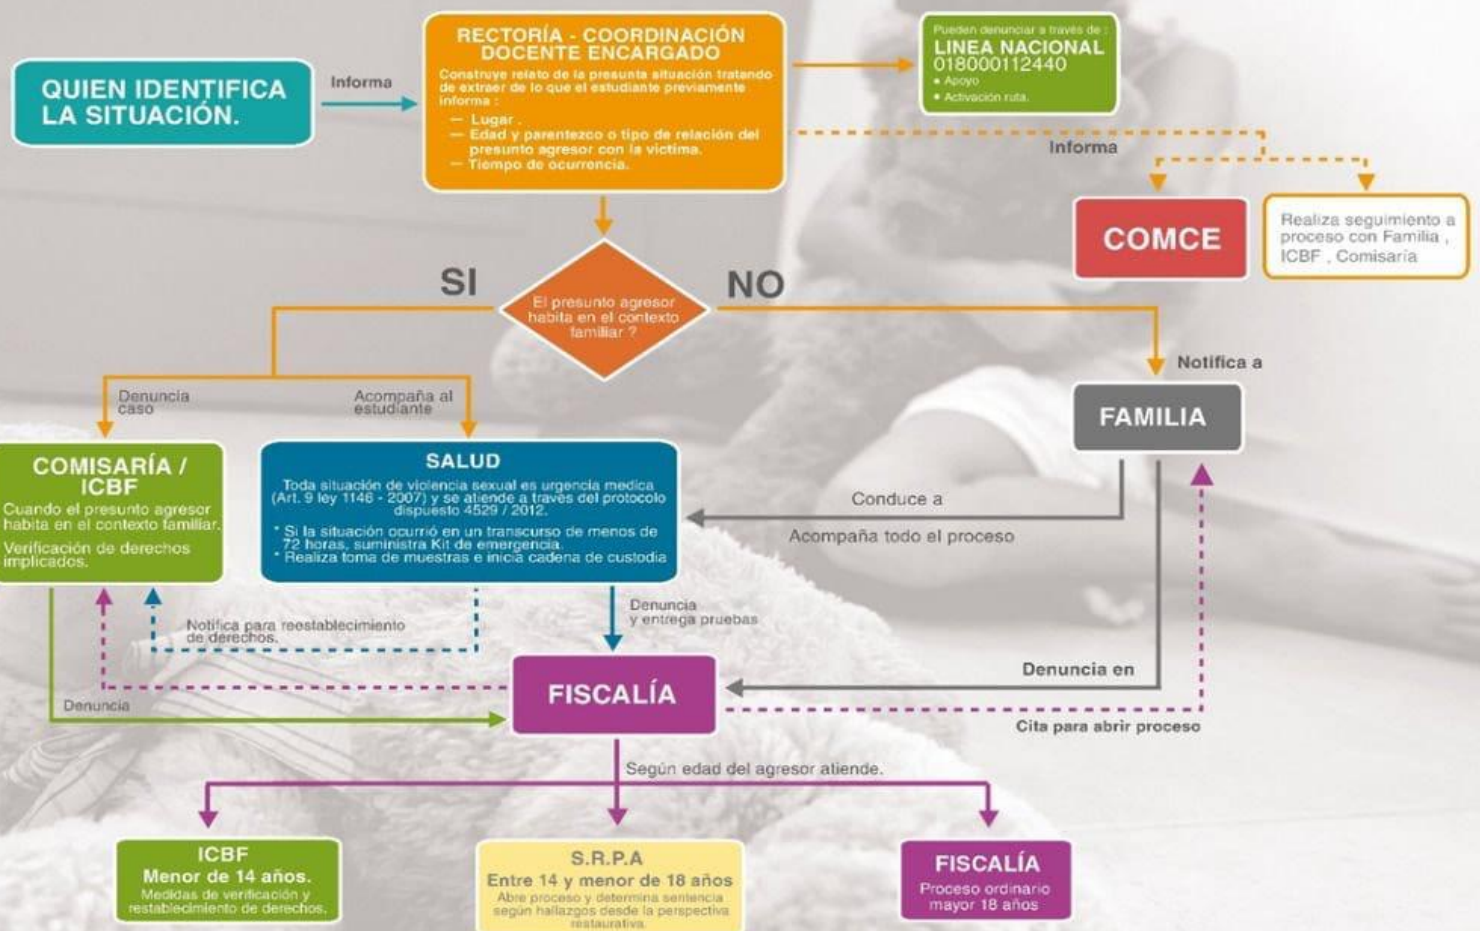 QUIEN IDENTIFICA
LA SITUACIÓN.
Informa
RECTORÍA - COORDINACIÓN
DOCENTE ENCARGADO
Construye relato de la presunta situación tratando
de extraer de lo que el estudiante previamente
informa :
— Lugar .
— Edad y parentezco o tipo de relación del
presunto agresor con la victima.
— Tiempo de ocurrencia.
Pueden denunciar a través de :
LINEA NACIONAL
018000112440
• Apoyo
• Activación ruta.
Informa
COMCE
Realiza seguimiento a
proceso con Familia ,
ICBF , Comisaría
SI
El presunto agresor
habita en el contexto
familiar ?
NO
Denuncia
caso
Acompaña al
estudiante
Notifica a
FAMILIA
COMISARÍA /
ICBF
Cuando el presunto agresor
habita en el contexto familiar.
Verificación de derechos
implicados.
SALUD
Toda situación de violencia sexual es urgencia medica
(Art. 9 ley 1146 - 2007) y se atiende a través del protocolo
dispuesto 4529 / 2012.
* Si la situación ocurrió en un transcurso de menos de
72 horas, suministra Kit de emergencia.
* Realiza toma de muestras e inicia cadena de custodia
Conduce a
Acompaña todo el proceso
Notifica para reestablecimiento
de derechos.
Denuncia
y entrega pruebas
Denuncia
FISCALÍA
Denuncia en
Cita para abrir proceso
Según edad del agresor atiende.
ICBF
Menor de 14 años.
Medidas de verificación y
restablecimiento de derechos.
S.R.P.A
Entre 14 y menor de 18 años
Abre proceso y determina sentencia
según hallazgos desde la perspectiva
restaurativa.
FISCALÍA
Proceso ordinario
mayor 18 años